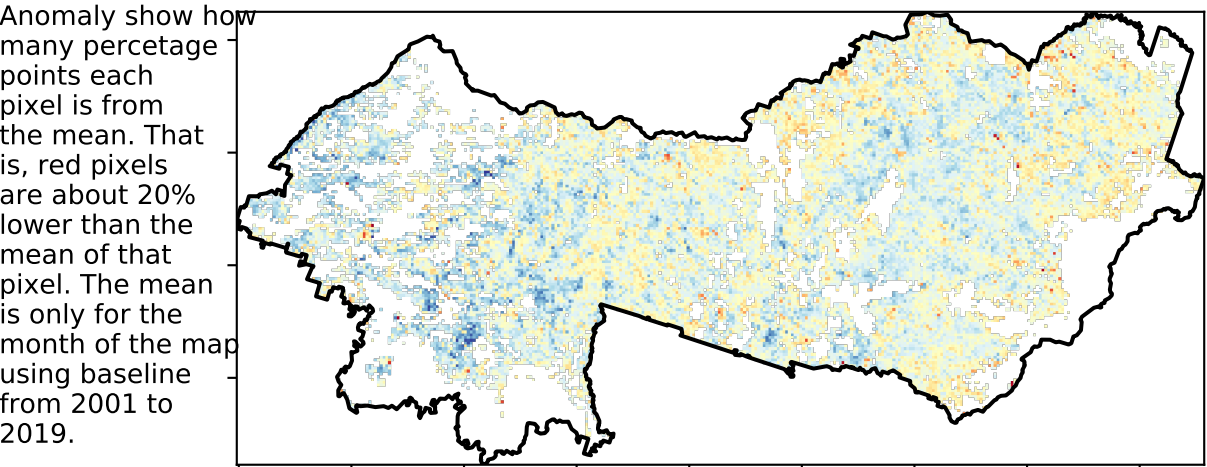 Anomaly show how
many percetage
points each
pixel is from
the mean. That
is, red pixels
are about 20%
lower than the
mean of that
pixel. The mean
is only for the
month of the map
using baseline
from 2001 to
2019.